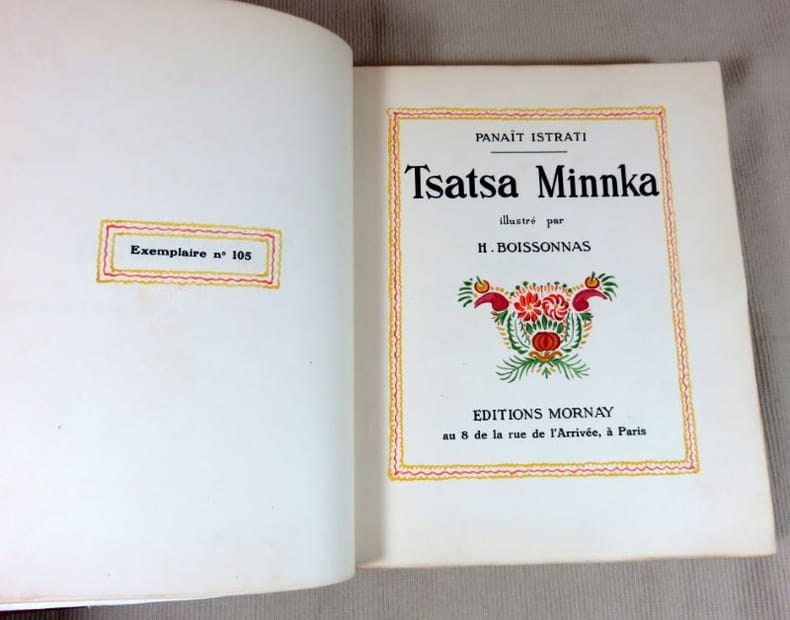 Exemplaire nº 105
PANAÏT ISTRATI
Tsatsa Minnka
illustré par
H. BOISSONNAS
EDITIONS MORNAY
au 8 de la rue de l'Arrivée, à Paris